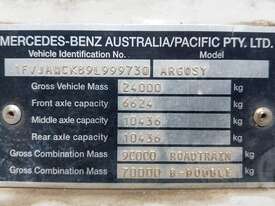 MERCEDES-BENZ AUSTRALIA/PACIFIC PTY. LTD.
Vehicle Identification No. Model
1FVJAWCK89L999730 ARGOSY
Gross Vehicle Mass 24000 kg
Front axle capacity 6624 kg
Middle axle capacity 10436 kg
Rear axle capacity 10436 kg
Gross Combination Mass 90000 ROADTRAIN kg
Gross Combination Mass 70000 B-DOUBLE kg